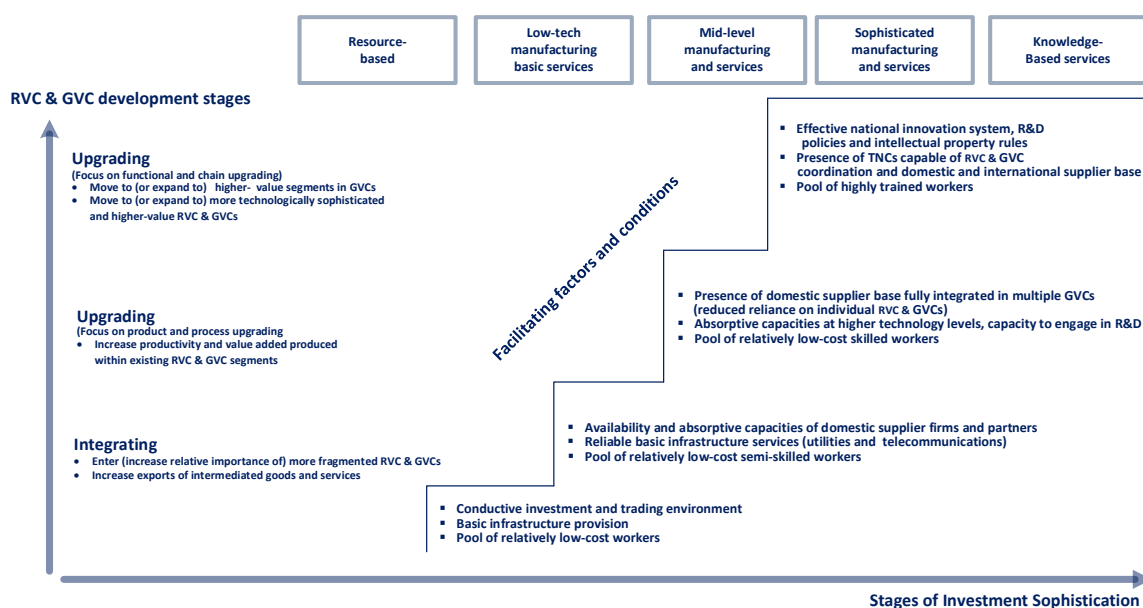 Resource-
based
Low-tech
manufacturing
basic services
Mid-level
manufacturing
and services
Sophisticated
manufacturing
and services
Knowledge-
Based services
RVC & GVC development stages
Upgrading
(Focus on functional and chain upgrading)
• Move to (or expand to) higher- value segments in GVCs
• Move to (or expand to) more technologically sophisticated
and higher-value RVC & GVCs
Upgrading
(Focus on product and process upgrading
• Increase productivity and value added produced
within existing RVC & GVC segments
Integrating
• Enter (increase relative importance of) more fragmented RVC & GVCs
• Increase exports of intermediated goods and services
Facilitating factors and conditions
▪ Effective national innovation system, R&D
policies and intellectual property rules
▪ Presence of TNCs capable of RVC & GVC
coordination and domestic and international supplier base
▪ Pool of highly trained workers
▪ Presence of domestic supplier base fully integrated in multiple GVCs
(reduced reliance on individual RVC & GVCs)
▪ Absorptive capacities at higher technology levels, capacity to engage in R&D
▪ Pool of relatively low-cost skilled workers
▪ Availability and absorptive capacities of domestic supplier firms and partners
▪ Reliable basic infrastructure services (utilities and telecommunications)
▪ Pool of relatively low-cost semi-skilled workers
▪ Conductive investment and trading environment
▪ Basic infrastructure provision
▪ Pool of relatively low-cost workers
Stages of Investment Sophistication